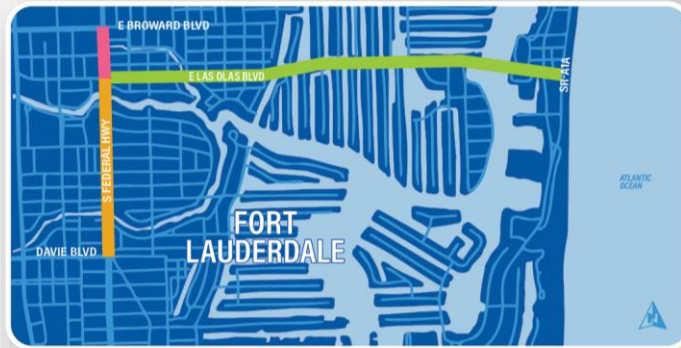 E BROWARD BLVD
E LAS OLAS BLVD
SR-A1A
S FEDERAL HWY
ATLANTIC
OCEAN
FORT
LAUDERDALE
DAVIE BLVD